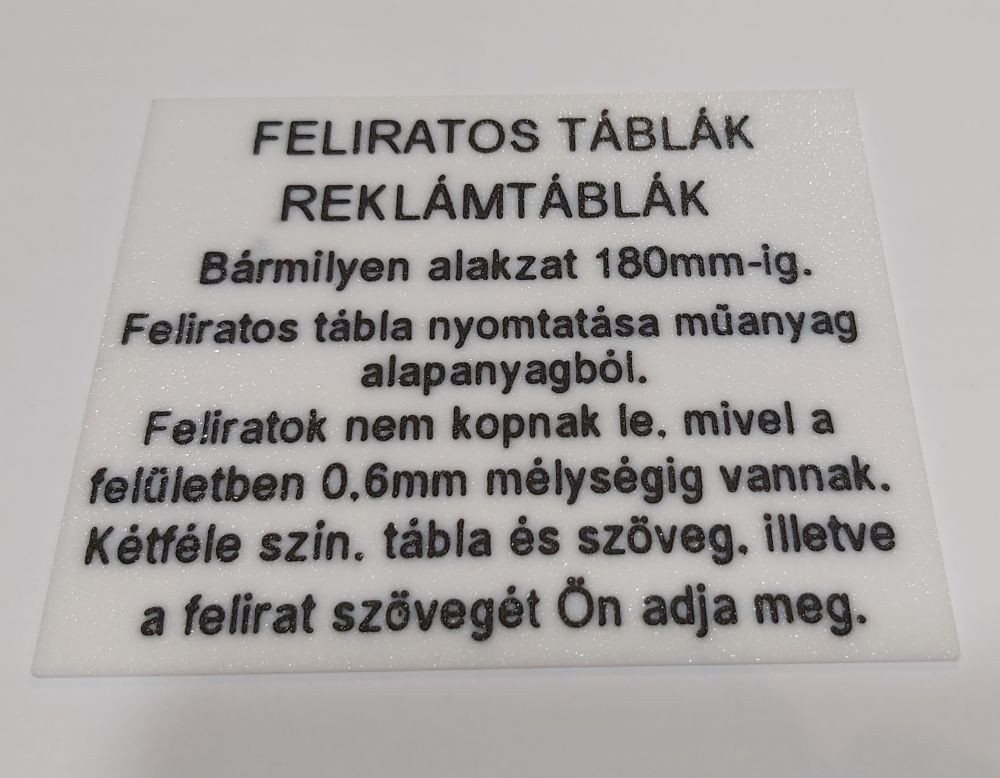 FELIRATOS TÁBLÁK
REKLÁMTÁBLÁK
Bármilyen alakzat 180mm-ig.
Feliratos tábla nyomtatása műanyag
alapanyagból.
Feliratok nem kopnak le, mivel a
felületben 0,6mm mélységig vannak.
Kétféle szín, tábla és szöveg, illetve
a felirat szövegét Ön adja meg.